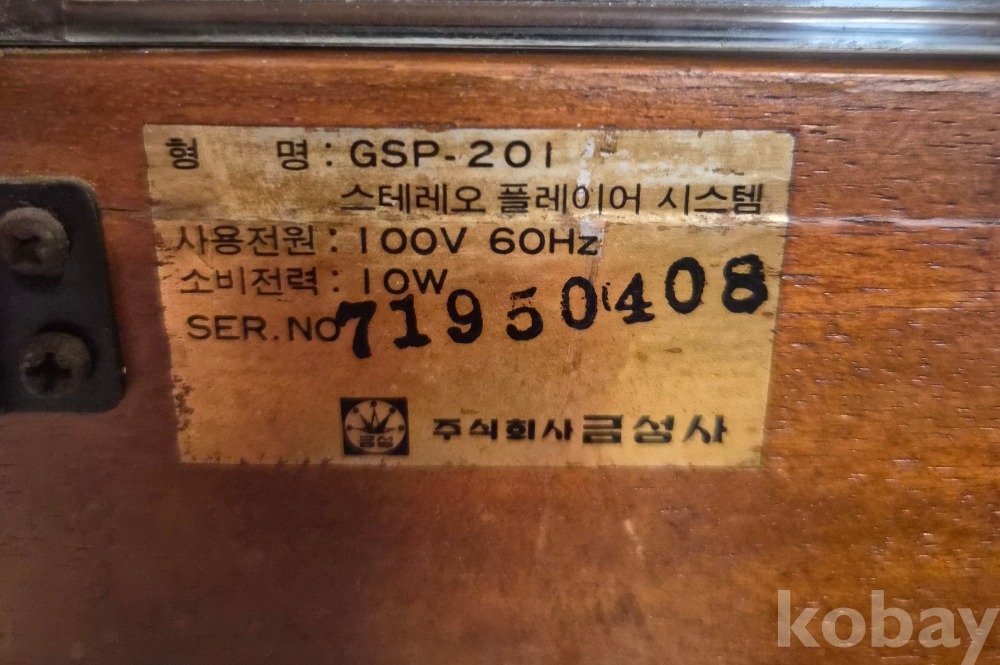 형 명 : GSP-201
스테레오 플레이어 시스템
사용전원 : 100V 60Hz
소비전력 : 10W
SER. NO 71950408
금성 주식회사 금성사
kobay